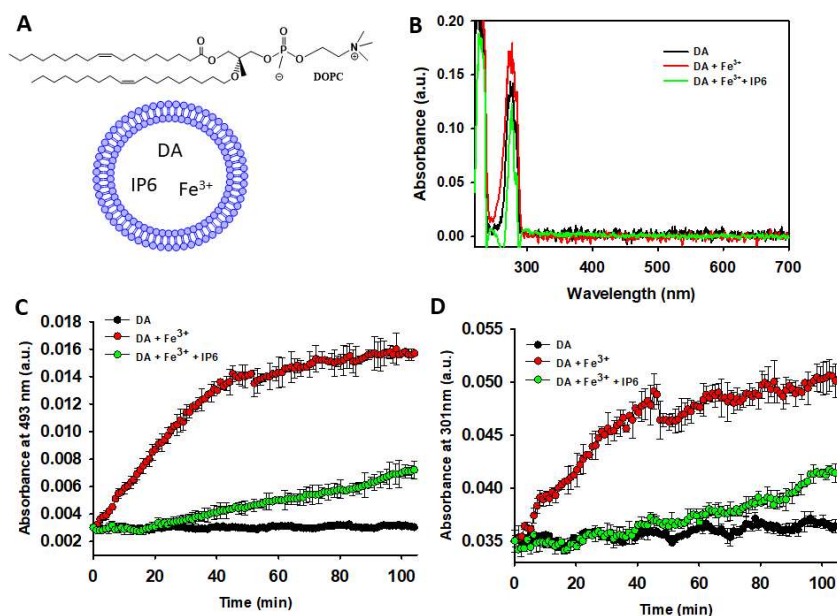 A
O
O
O
O
P
O
O
N
⊕
⊖
DOPC
DA
IP6 Fe³⁺
B
Absorbance (a.u.)
0.20
0.15
0.10
0.05
0.00
DA
DA + Fe³⁺
DA + Fe³⁺ + IP6
300 400 500 600 700
Wavelength (nm)
C
Absorbance at 493 nm (a.u.)
0.018
0.016
0.014
0.012
0.010
0.008
0.006
0.004
0.002
DA
DA + Fe³⁺
DA + Fe³⁺ + IP6
0 20 40 60 80 100
Time (min)
D
Absorbance at 301nm (a.u.)
0.055
0.050
0.045
0.040
0.035
DA
DA + Fe³⁺
DA + Fe³⁺ + IP6
0 20 40 60 80 100
Time (min)